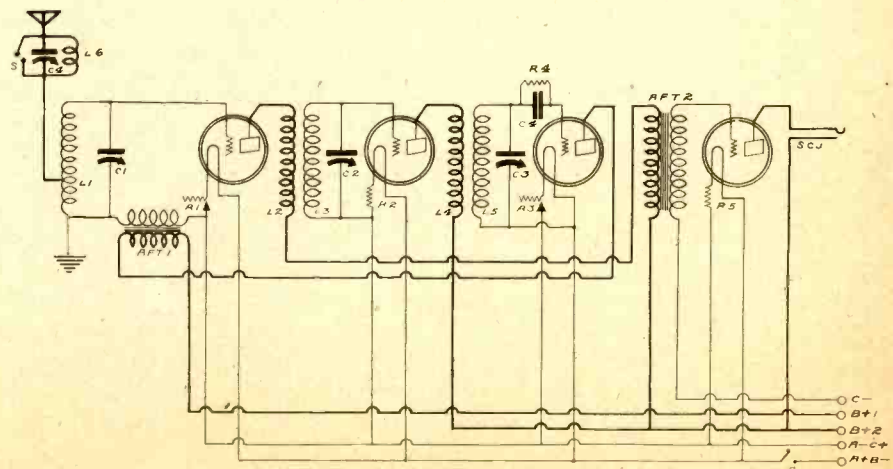 S
C4
L6
R4
AFT2
C4
L1
C1
C2
C3
SCJ
R1
L2
L3
R2
L4
L5
R3
R5
AFT1
C-
B+1
B+2
A-C+
A+B-